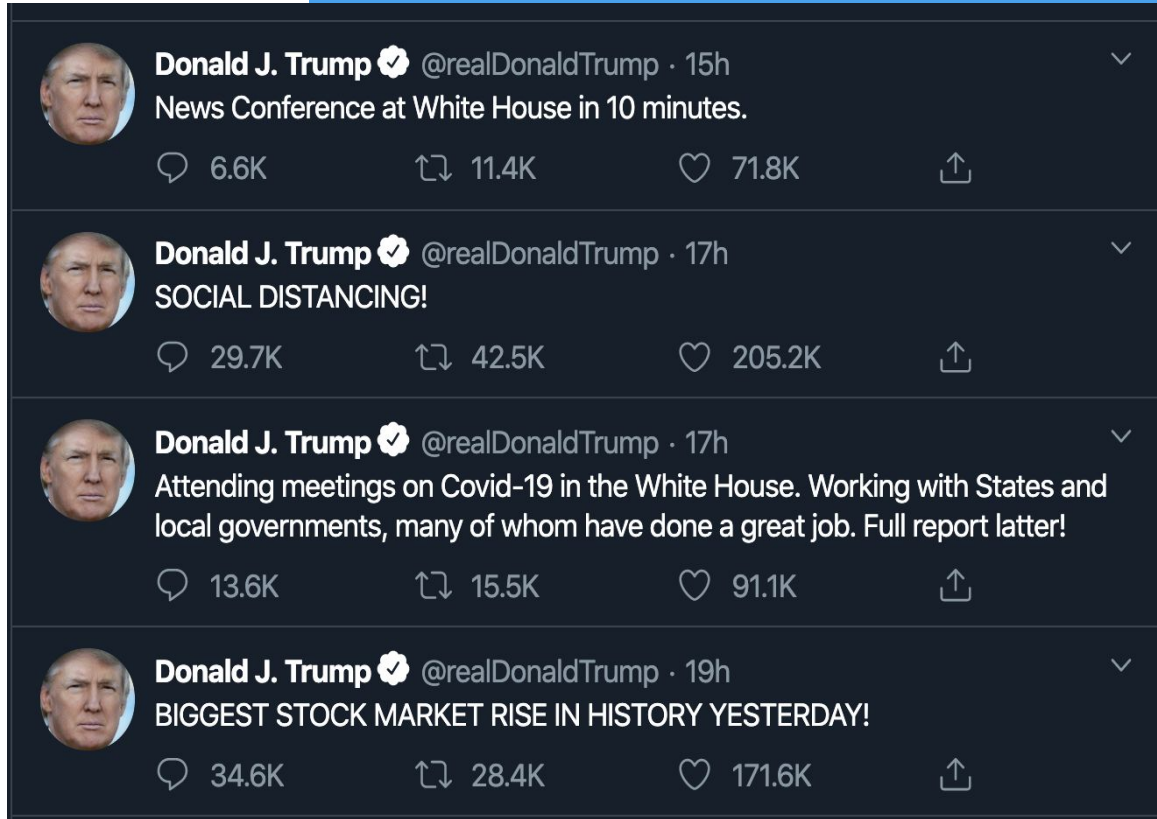 Donald J. Trump @realDonaldTrump · 15h
News Conference at White House in 10 minutes.
6.6K 11.4K 71.8K
Donald J. Trump @realDonaldTrump · 17h
SOCIAL DISTANCING!
29.7K 42.5K 205.2K
Donald J. Trump @realDonaldTrump · 17h
Attending meetings on Covid-19 in the White House. Working with States and
local governments, many of whom have done a great job. Full report latter!
13.6K 15.5K 91.1K
Donald J. Trump @realDonaldTrump · 19h
BIGGEST STOCK MARKET RISE IN HISTORY YESTERDAY!
34.6K 28.4K 171.6K